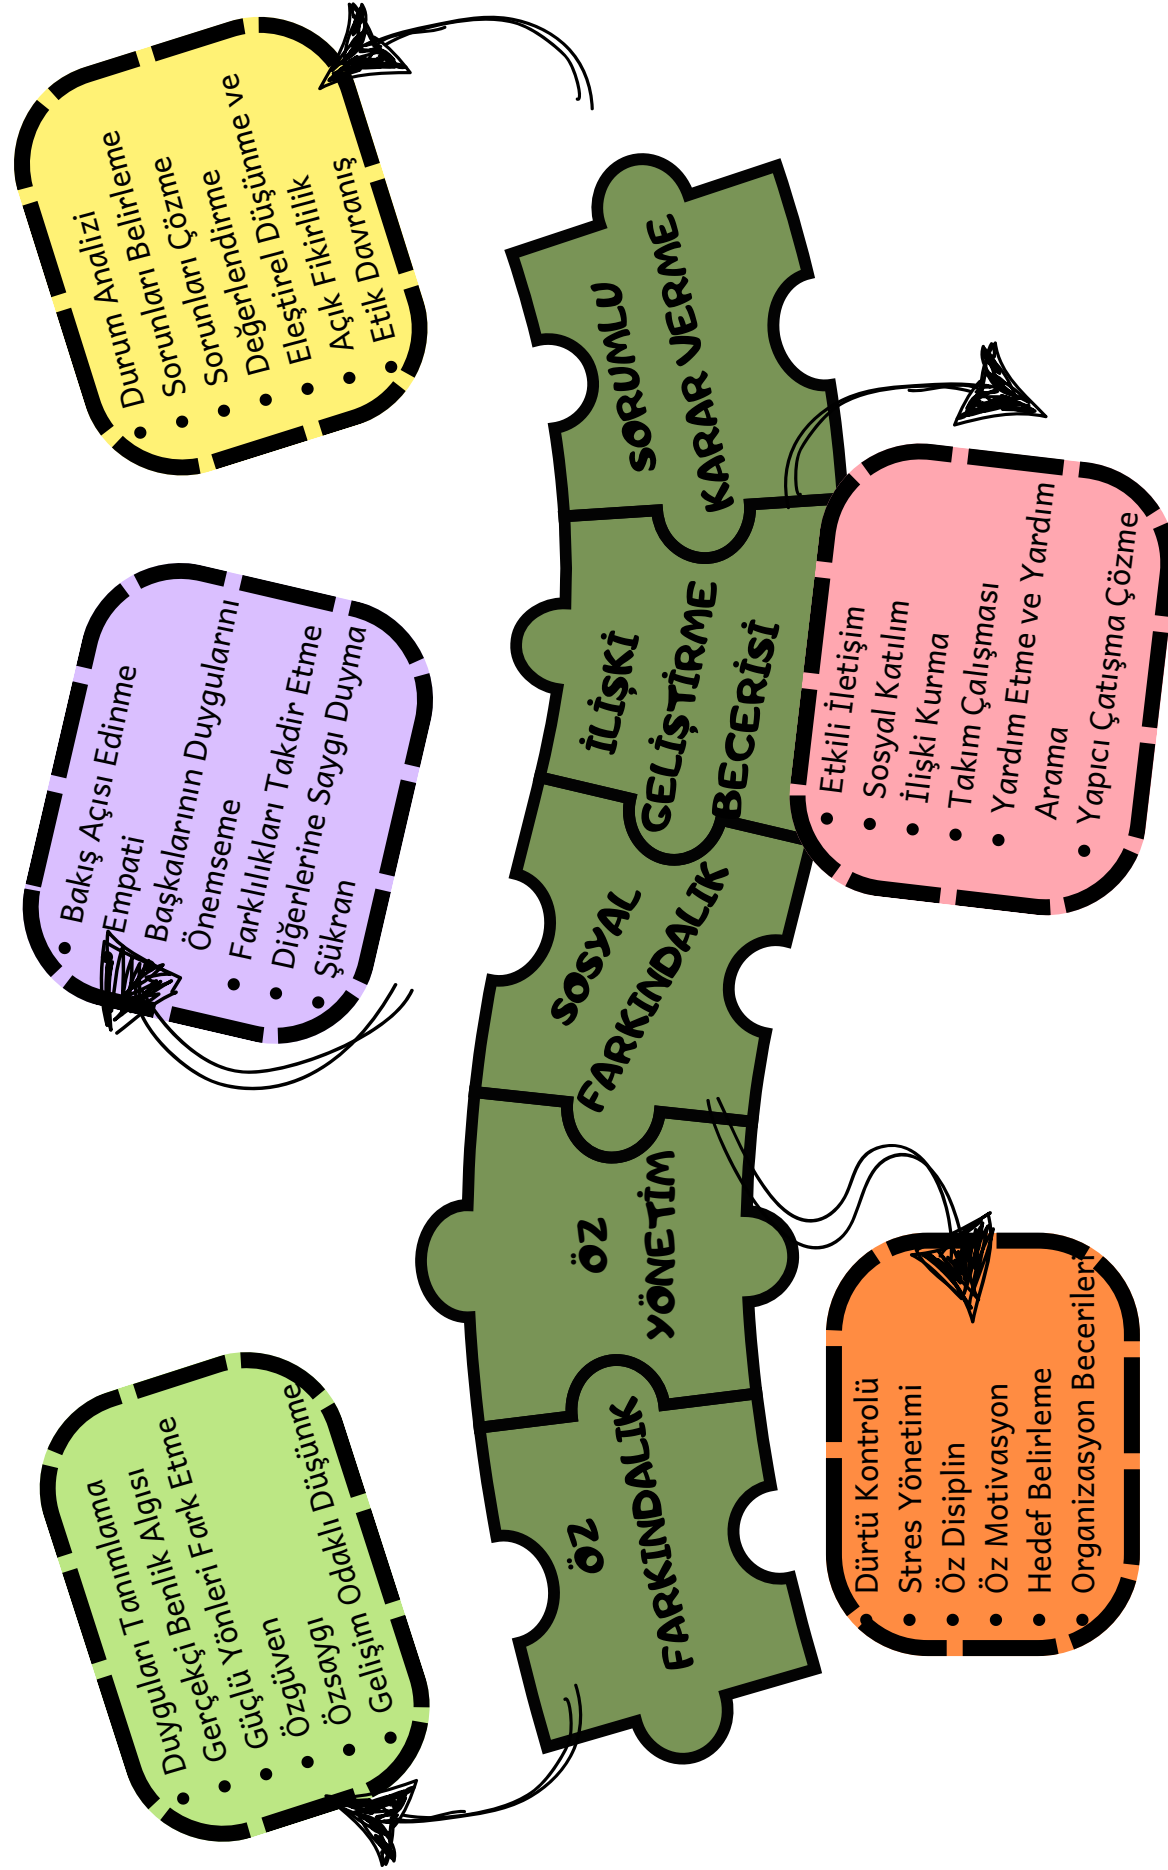 ÖZ
FARKINDALIK
ÖZ
YÖNETİM
SOSYAL
FARKINDALIK
İLİŞKİ
GELİŞTİRME
BECERİSİ
SORUMLU
KARAR VERME
Duyguları Tanımlama
Gerçekçi Benlik Algısı
Güçlü Yönleri Fark Etme
Özgüven
Özsaygı
Gelişim Odaklı Düşünme
Dürtü Kontrolü
Stres Yönetimi
Öz Disiplin
Öz Motivasyon
Hedef Belirleme
Organizasyon Becerileri
Bakış Açısı Edinme
Empati
Başkalarının Duygularını
Önemseme
Farklılıkları Takdir Etme
Diğerlerine Saygı Duyma
Şükran
Etkili İletişim
Sosyal Katılım
İlişki Kurma
Takım Çalışması
Yardım Etme ve Yardım
Arama
Yapıcı Çatışma Çözme
Durum Analizi
Sorunları Belirleme
Sorunları Çözme
Değerlendirme
Eleştirel Düşünme ve
Açık Fikirlilik
Etik Davranış